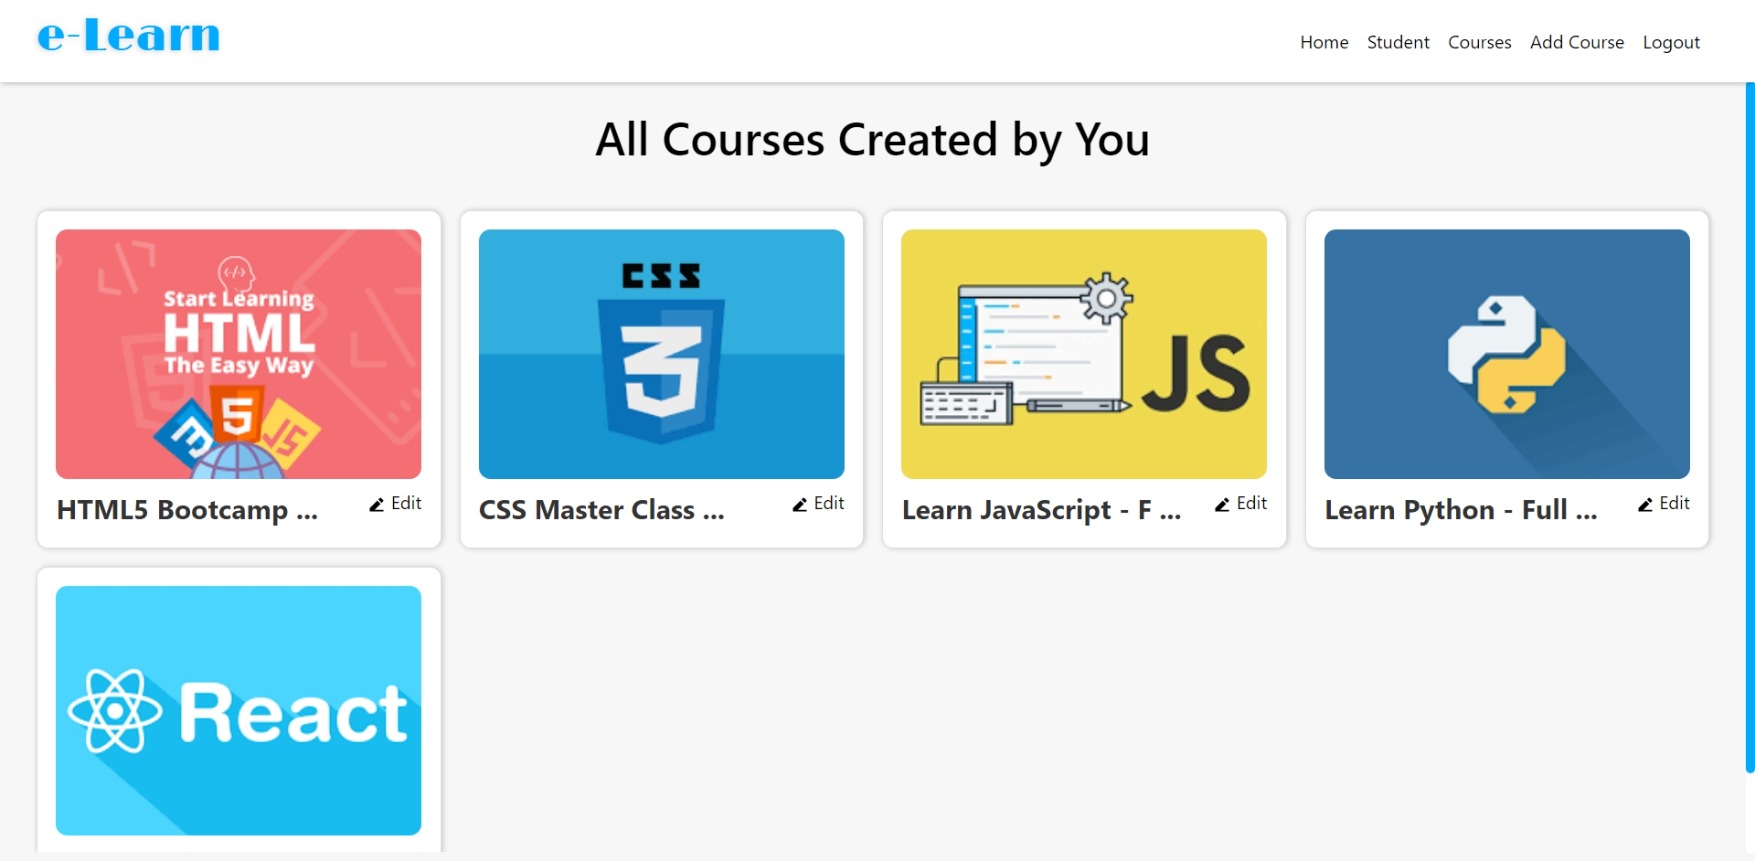 e-Learn
Home Student Courses Add Course Logout
All Courses Created by You
</>
Start Learning
HTML
The Easy Way
5
3
JS
HTML5 Bootcamp ...
Edit
CSS
3
CSS Master Class ...
Edit
JS
Learn JavaScript - F ...
Edit
Learn Python - Full ...
Edit
React